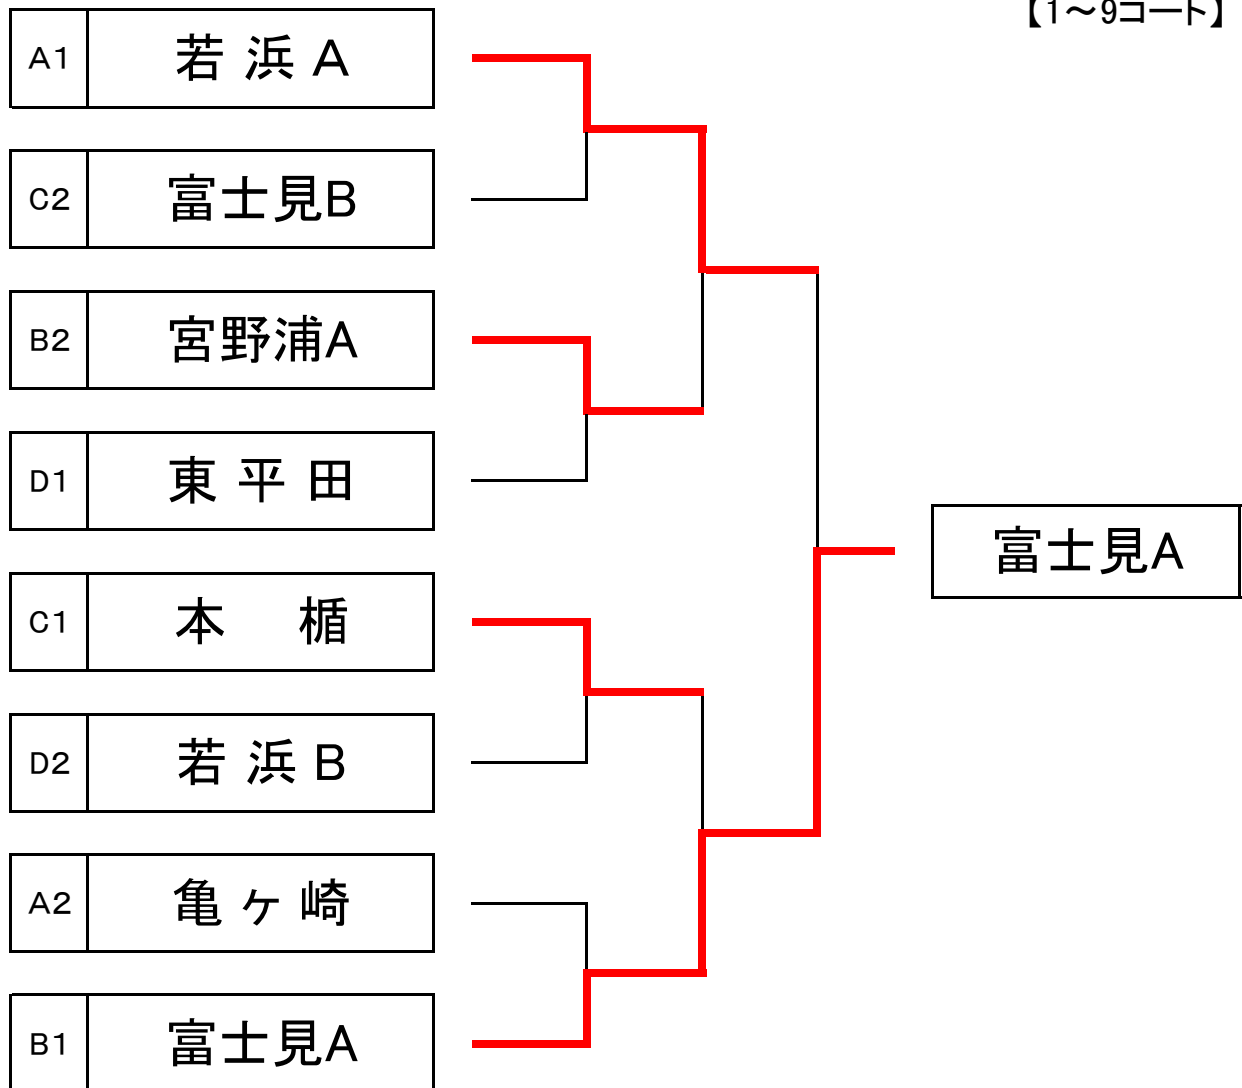 【1～9コート】
A1 若 浜 A
C2 富士見B
B2 宮野浦A
D1 東 平 田
富士見A
C1 本　楯
D2 若 浜 B
A2 亀 ヶ 崎
B1 富士見A